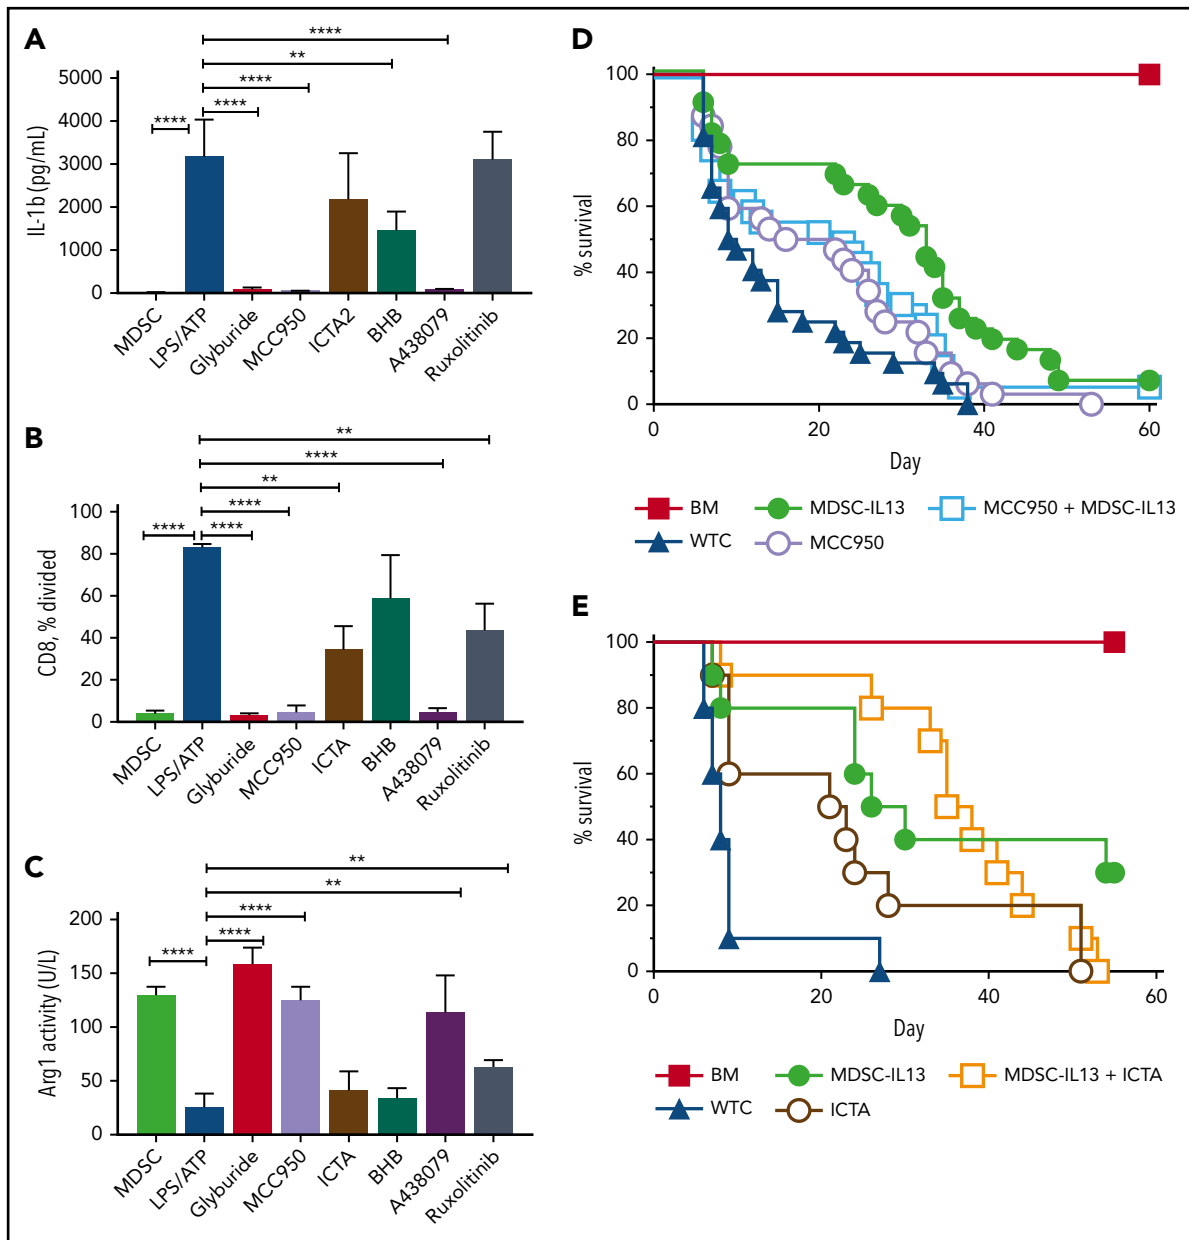 A
****
**
****
****
****
5000
4000
3000
2000
1000
0
IL-1b (pg/mL)
MDSC
LPS/ATP
Glyburide
MCC950
ICTA2
BHB
A438079
Ruxolitinib
B
**
****
**
****
****
****
100
80
60
40
20
0
CD8, % divided
MDSC
LPS/ATP
Glyburide
MCC950
ICTA
BHB
A438079
Ruxolitinib
C
**
**
****
****
****
200
150
100
50
0
Arg1 activity (U/L)
MDSC
LPS/ATP
Glyburide
MCC950
ICTA
BHB
A438079
Ruxolitinib
D
100
80
60
40
20
0
% survival
0 20 40 60
Day
BM MDSC-IL13 MCC950 + MDSC-IL13
WTC MCC950
E
100
80
60
40
20
0
% survival
0 20 40 60
Day
BM MDSC-IL13 MDSC-IL13 + ICTA
WTC ICTA